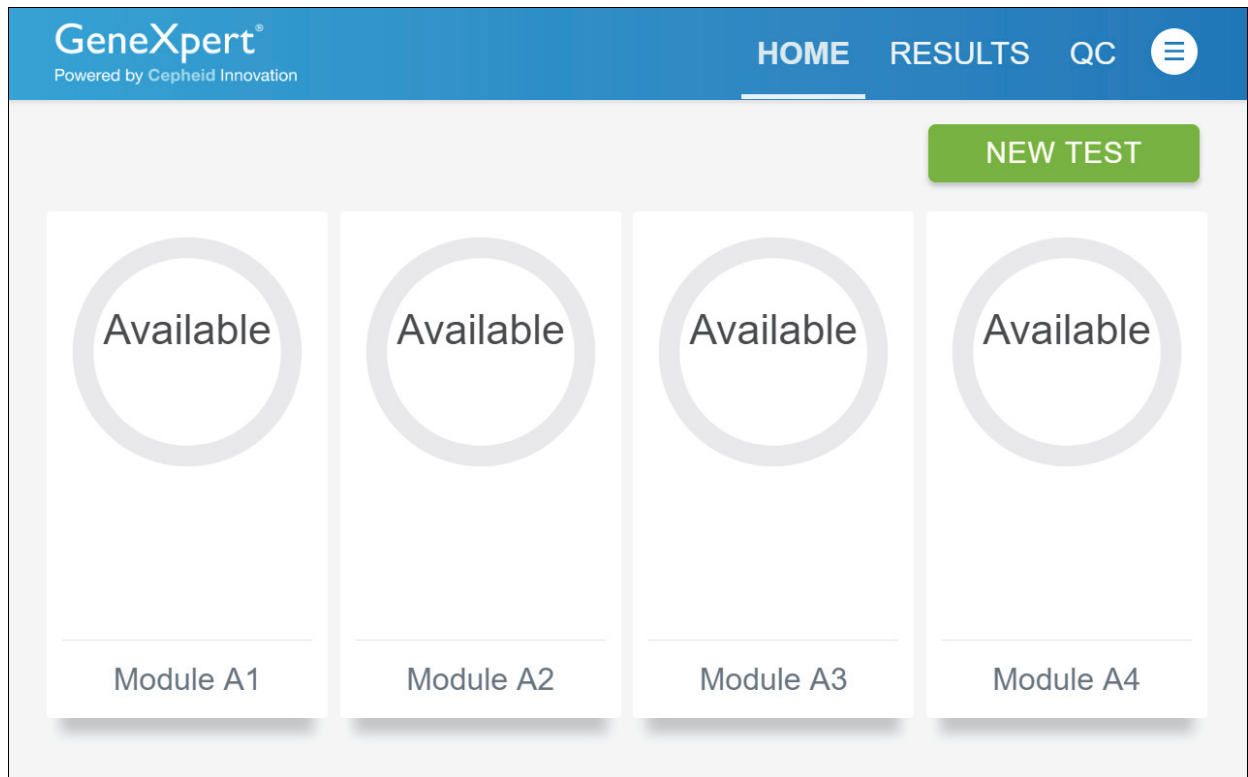 GeneXpert®
Powered by Cepheid Innovation
HOME RESULTS QC
NEW TEST
Available Available Available Available
Module A1 Module A2 Module A3 Module A4